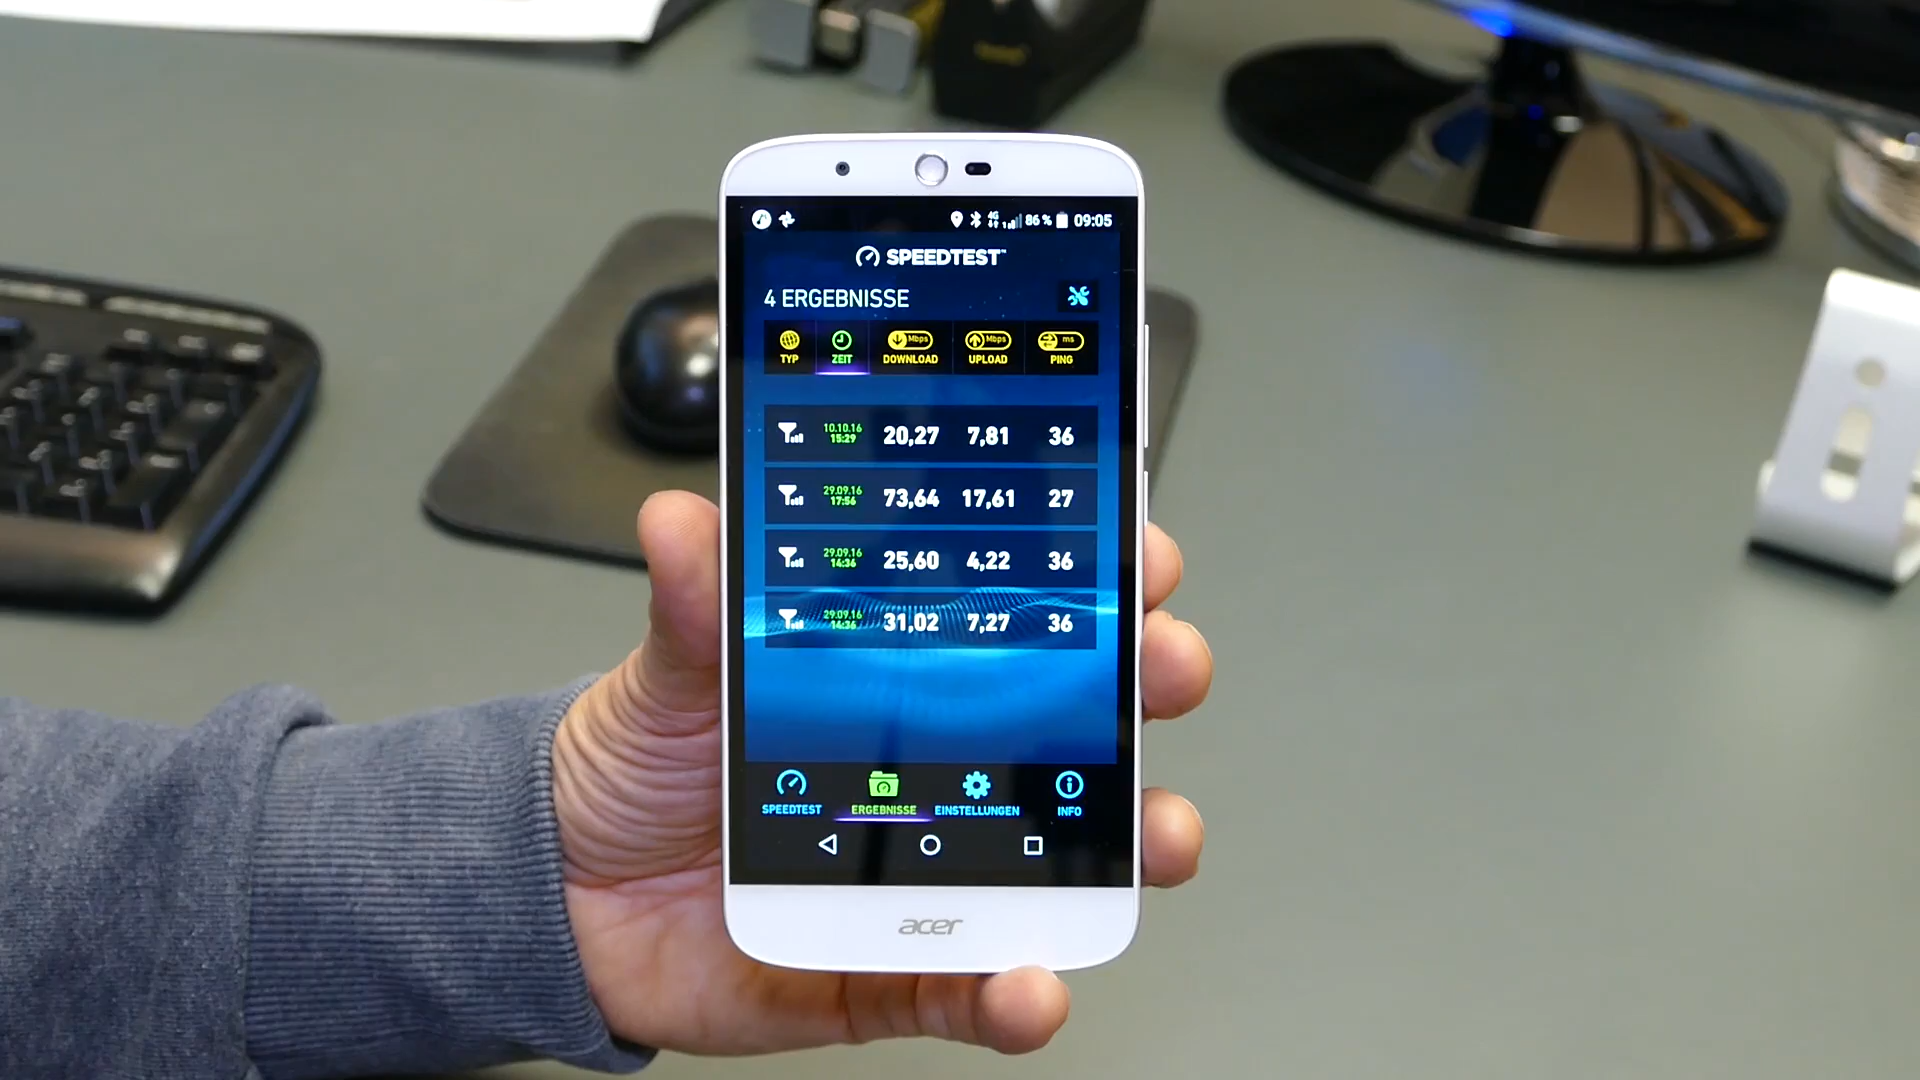 4G 86 % 09:05
SPEEDTEST™
4 ERGEBNISSE
Mbps Mbps ms
TYP ZEIT DOWNLOAD UPLOAD PING
10.10.16
15:29 20,27 7,81 36
29.09.16
17:56 73,64 17,61 27
29.09.16
14:36 25,60 4,22 36
29.09.16
14:36 31,02 7,27 36
SPEEDTEST ERGEBNISSE EINSTELLUNGEN INFO
acer